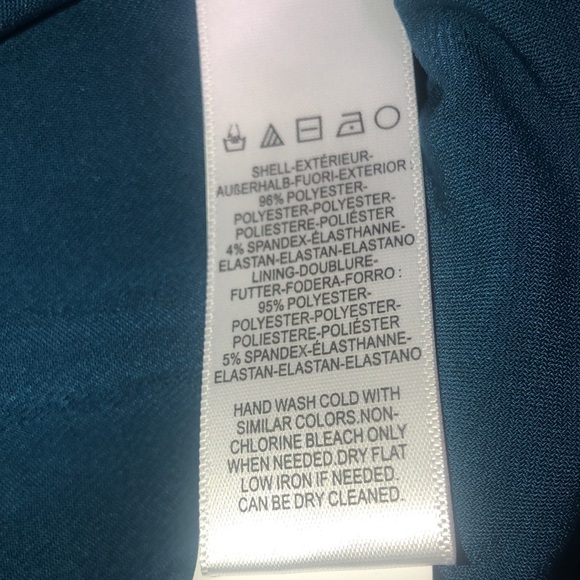 SHELL-EXTÉRIEUR-
AUßERHALB-FUORI-EXTERIOR :
96% POLYESTER-
POLYESTER-POLYESTER-
POLIESTERE-POLIÉSTER
4% SPANDEX-ÉLASTHANNE-
ELASTAN-ELASTAN-ELASTANO
LINING-DOUBLURE-
FUTTER-FODERA-FORRO :
95% POLYESTER-
POLYESTER-POLYESTER-
POLIESTERE-POLIÉSTER
5% SPANDEX-ÉLASTHANNE-
ELASTAN-ELASTAN-ELASTANO
HAND WASH COLD WITH
SIMILAR COLORS.NON-
CHLORINE BLEACH ONLY
WHEN NEEDED.DRY FLAT
LOW IRON IF NEEDED.
CAN BE DRY CLEANED.